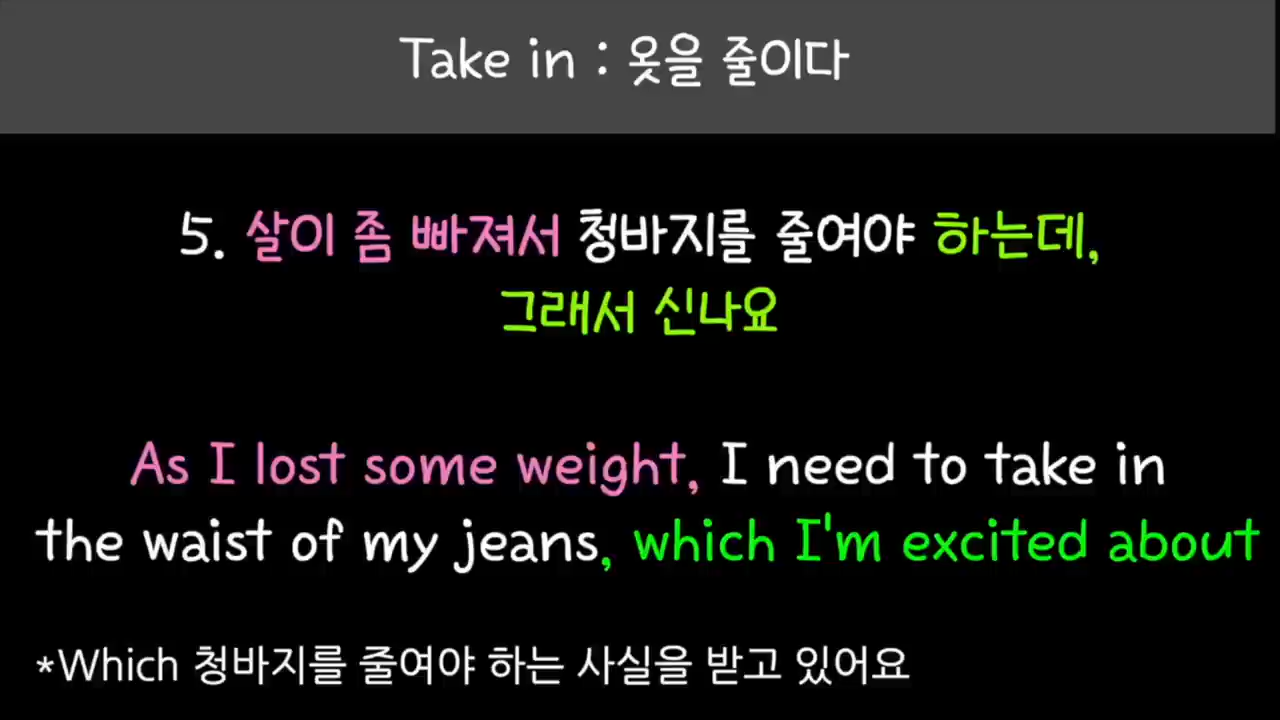 Take in : 옷을 줄이다
5. 살이 좀 빠져서 청바지를 줄여야 하는데,
그래서 신나요
As I lost some weight, I need to take in
the waist of my jeans, which I'm excited about
*Which 청바지를 줄여야 하는 사실을 받고 있어요